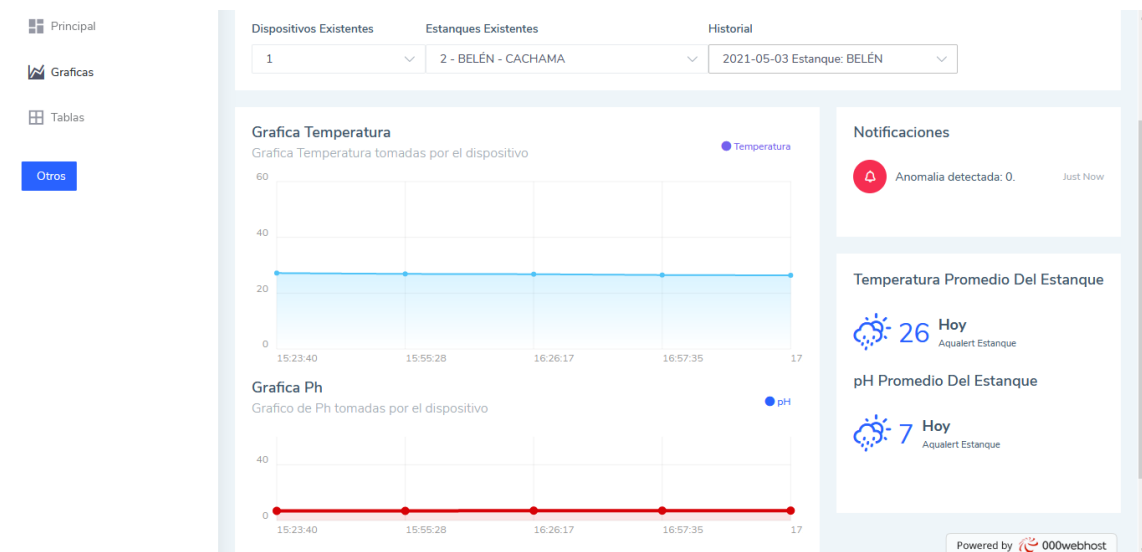 Principal
Graficas
Tablas
Otros
Dispositivos Existentes Estanques Existentes Historial
1 2 - BELÉN - CACHAMA 2021-05-03 Estanque: BELÉN
Grafica Temperatura
Grafica Temperatura tomadas por el dispositivo
Temperatura
60
40
20
0
15:23:40 15:55:28 16:26:17 16:57:35 17
Grafica Ph
Grafico de Ph tomadas por el dispositivo
pH
40
0
15:23:40 15:55:28 16:26:17 16:57:35 17
Notificaciones
Anomalia detectada: 0. Just Now
Temperatura Promedio Del Estanque
26 Hoy
Aqualert Estanque
pH Promedio Del Estanque
7 Hoy
Aqualert Estanque
Powered by 000webhost